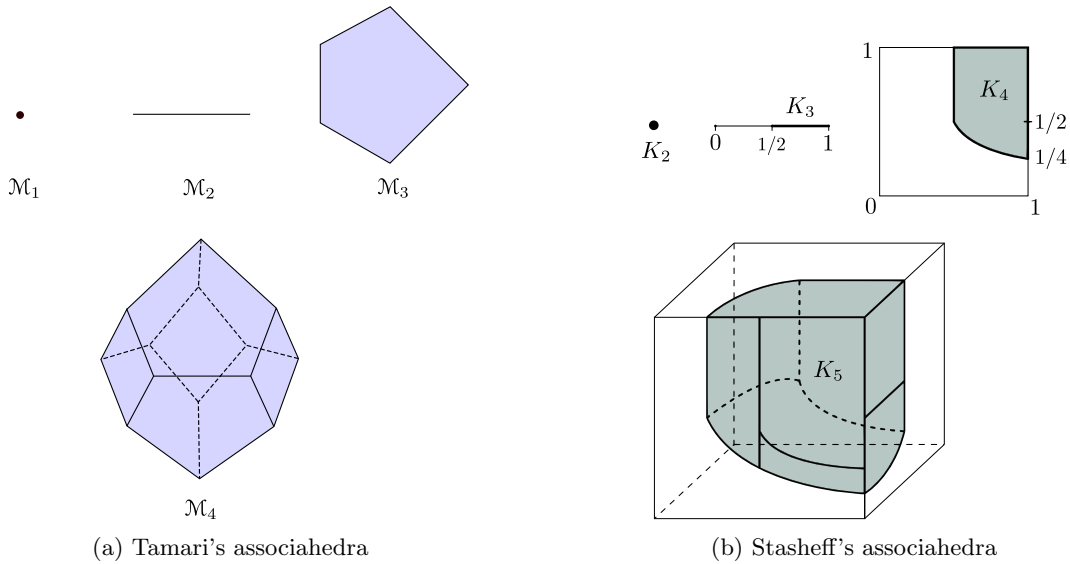 ℳ₁
ℳ₂
ℳ₃
ℳ₄
(a) Tamari's associahedra
K₂
0
1/2
1
K₃
1
K₄
1/2
1/4
0
1
K₅
(b) Stasheff's associahedra